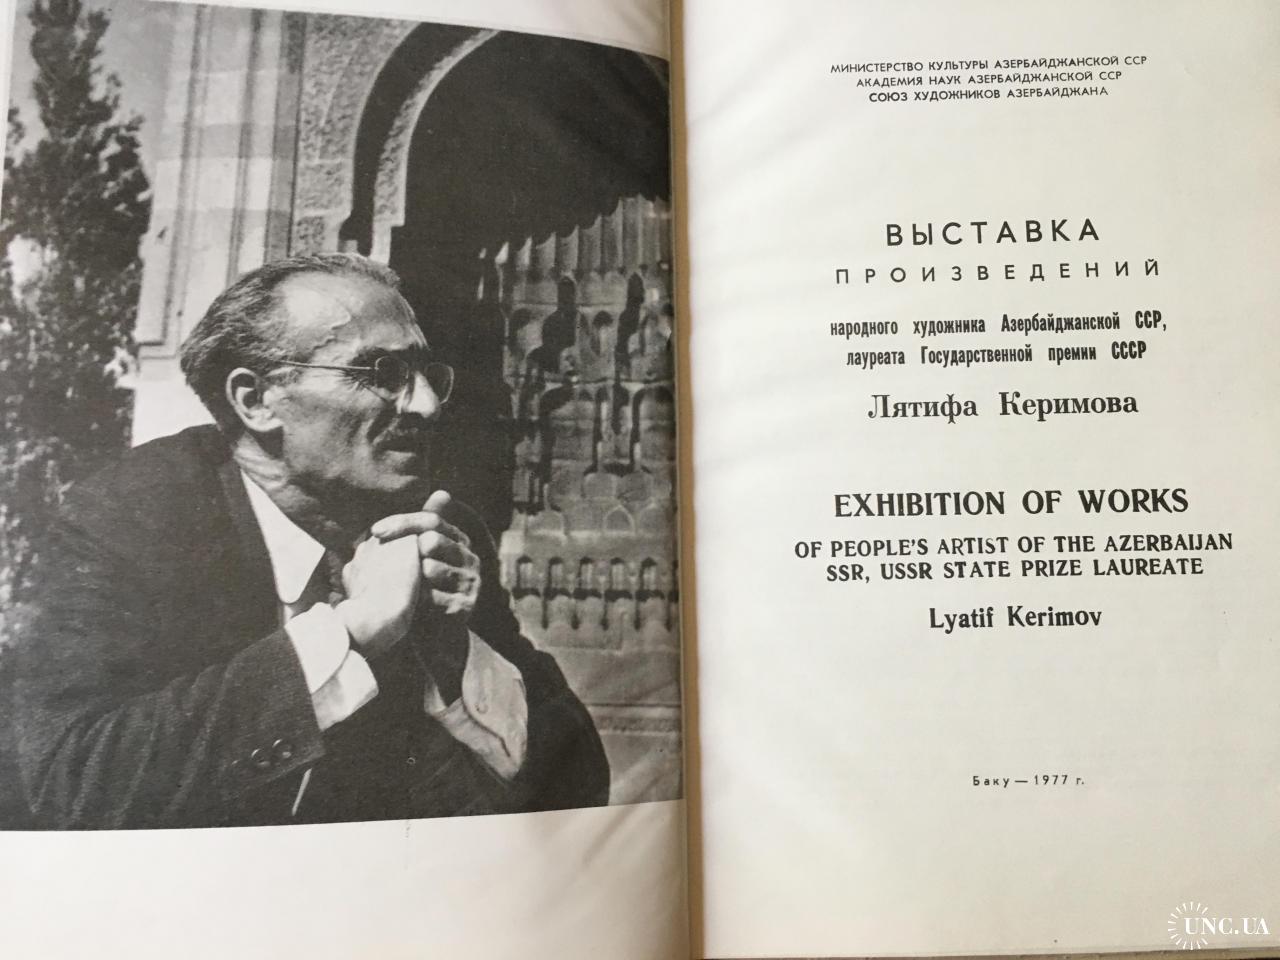 МИНИСТЕРСТВО КУЛЬТУРЫ АЗЕРБАЙДЖАНСКОЙ ССР
АКАДЕМИЯ НАУК АЗЕРБАЙДЖАНСКОЙ ССР
СОЮЗ ХУДОЖНИКОВ АЗЕРБАЙДЖАНА
ВЫСТАВКА
ПРОИЗВЕДЕНИЙ
народного художника Азербайджанской ССР,
лауреата Государственной премии СССР
Лятифа Керимова
EXHIBITION OF WORKS
OF PEOPLE'S ARTIST OF THE AZERBAIJAN
SSR, USSR STATE PRIZE LAUREATE
Lyatif Kerimov
Баку — 1977 г.
UNC.UA